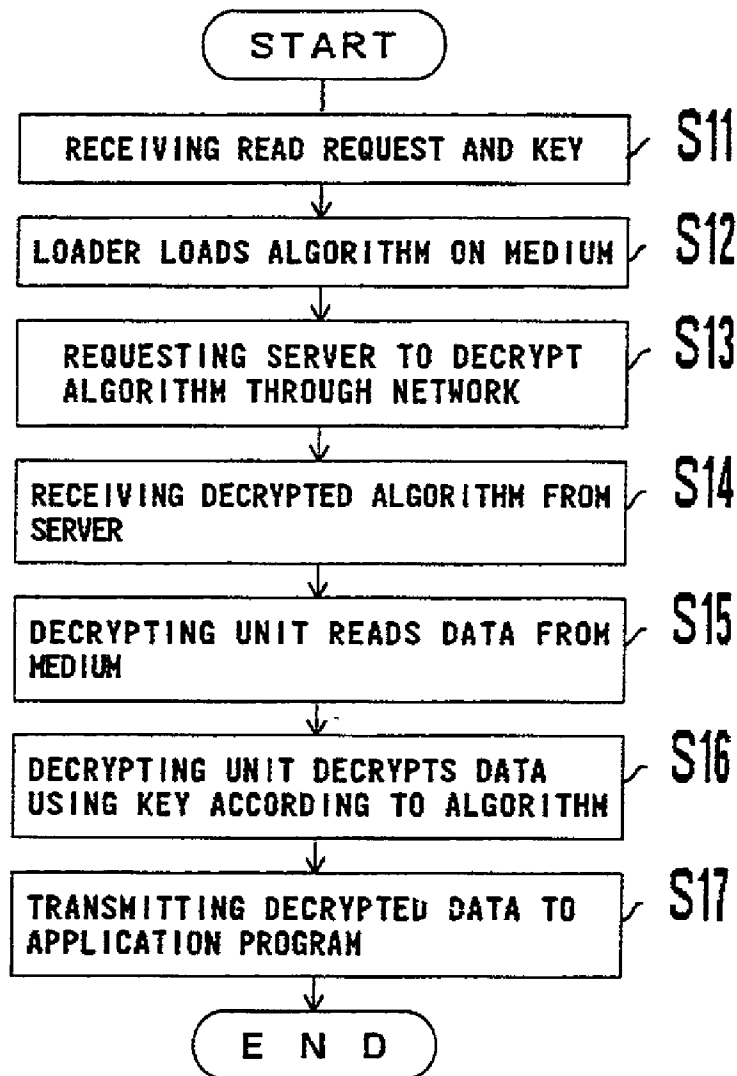 START
RECEIVING READ REQUEST AND KEY
S11
LOADER LOADS ALGORITHM ON MEDIUM
S12
REQUESTING SERVER TO DECRYPT
ALGORITHM THROUGH NETWORK
S13
RECEIVING DECRYPTED ALGORITHM FROM
SERVER
S14
DECRYPTING UNIT READS DATA FROM
MEDIUM
S15
DECRYPTING UNIT DECRYPTS DATA
USING KEY ACCORDING TO ALGORITHM
S16
TRANSMITTING DECRYPTED DATA TO
APPLICATION PROGRAM
S17
END